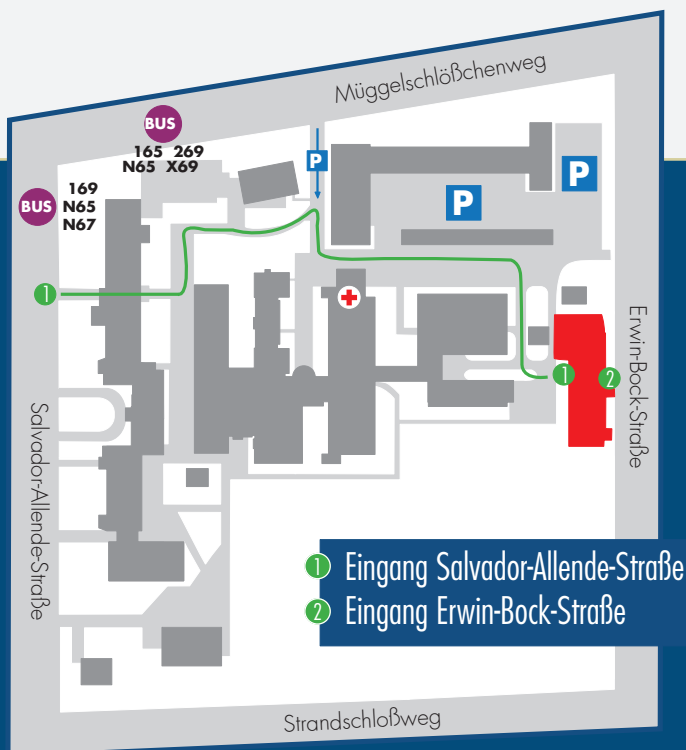 Müggelschlößchenweg
BUS
165 269
N65 X69
P
BUS
169
N65
N67
P
P
1
1
2
Erwin-Bock-Straße
Salvador-Allende-Straße
1 Eingang Salvador-Allende-Straße
2 Eingang Erwin-Bock-Straße
Strandschloßweg